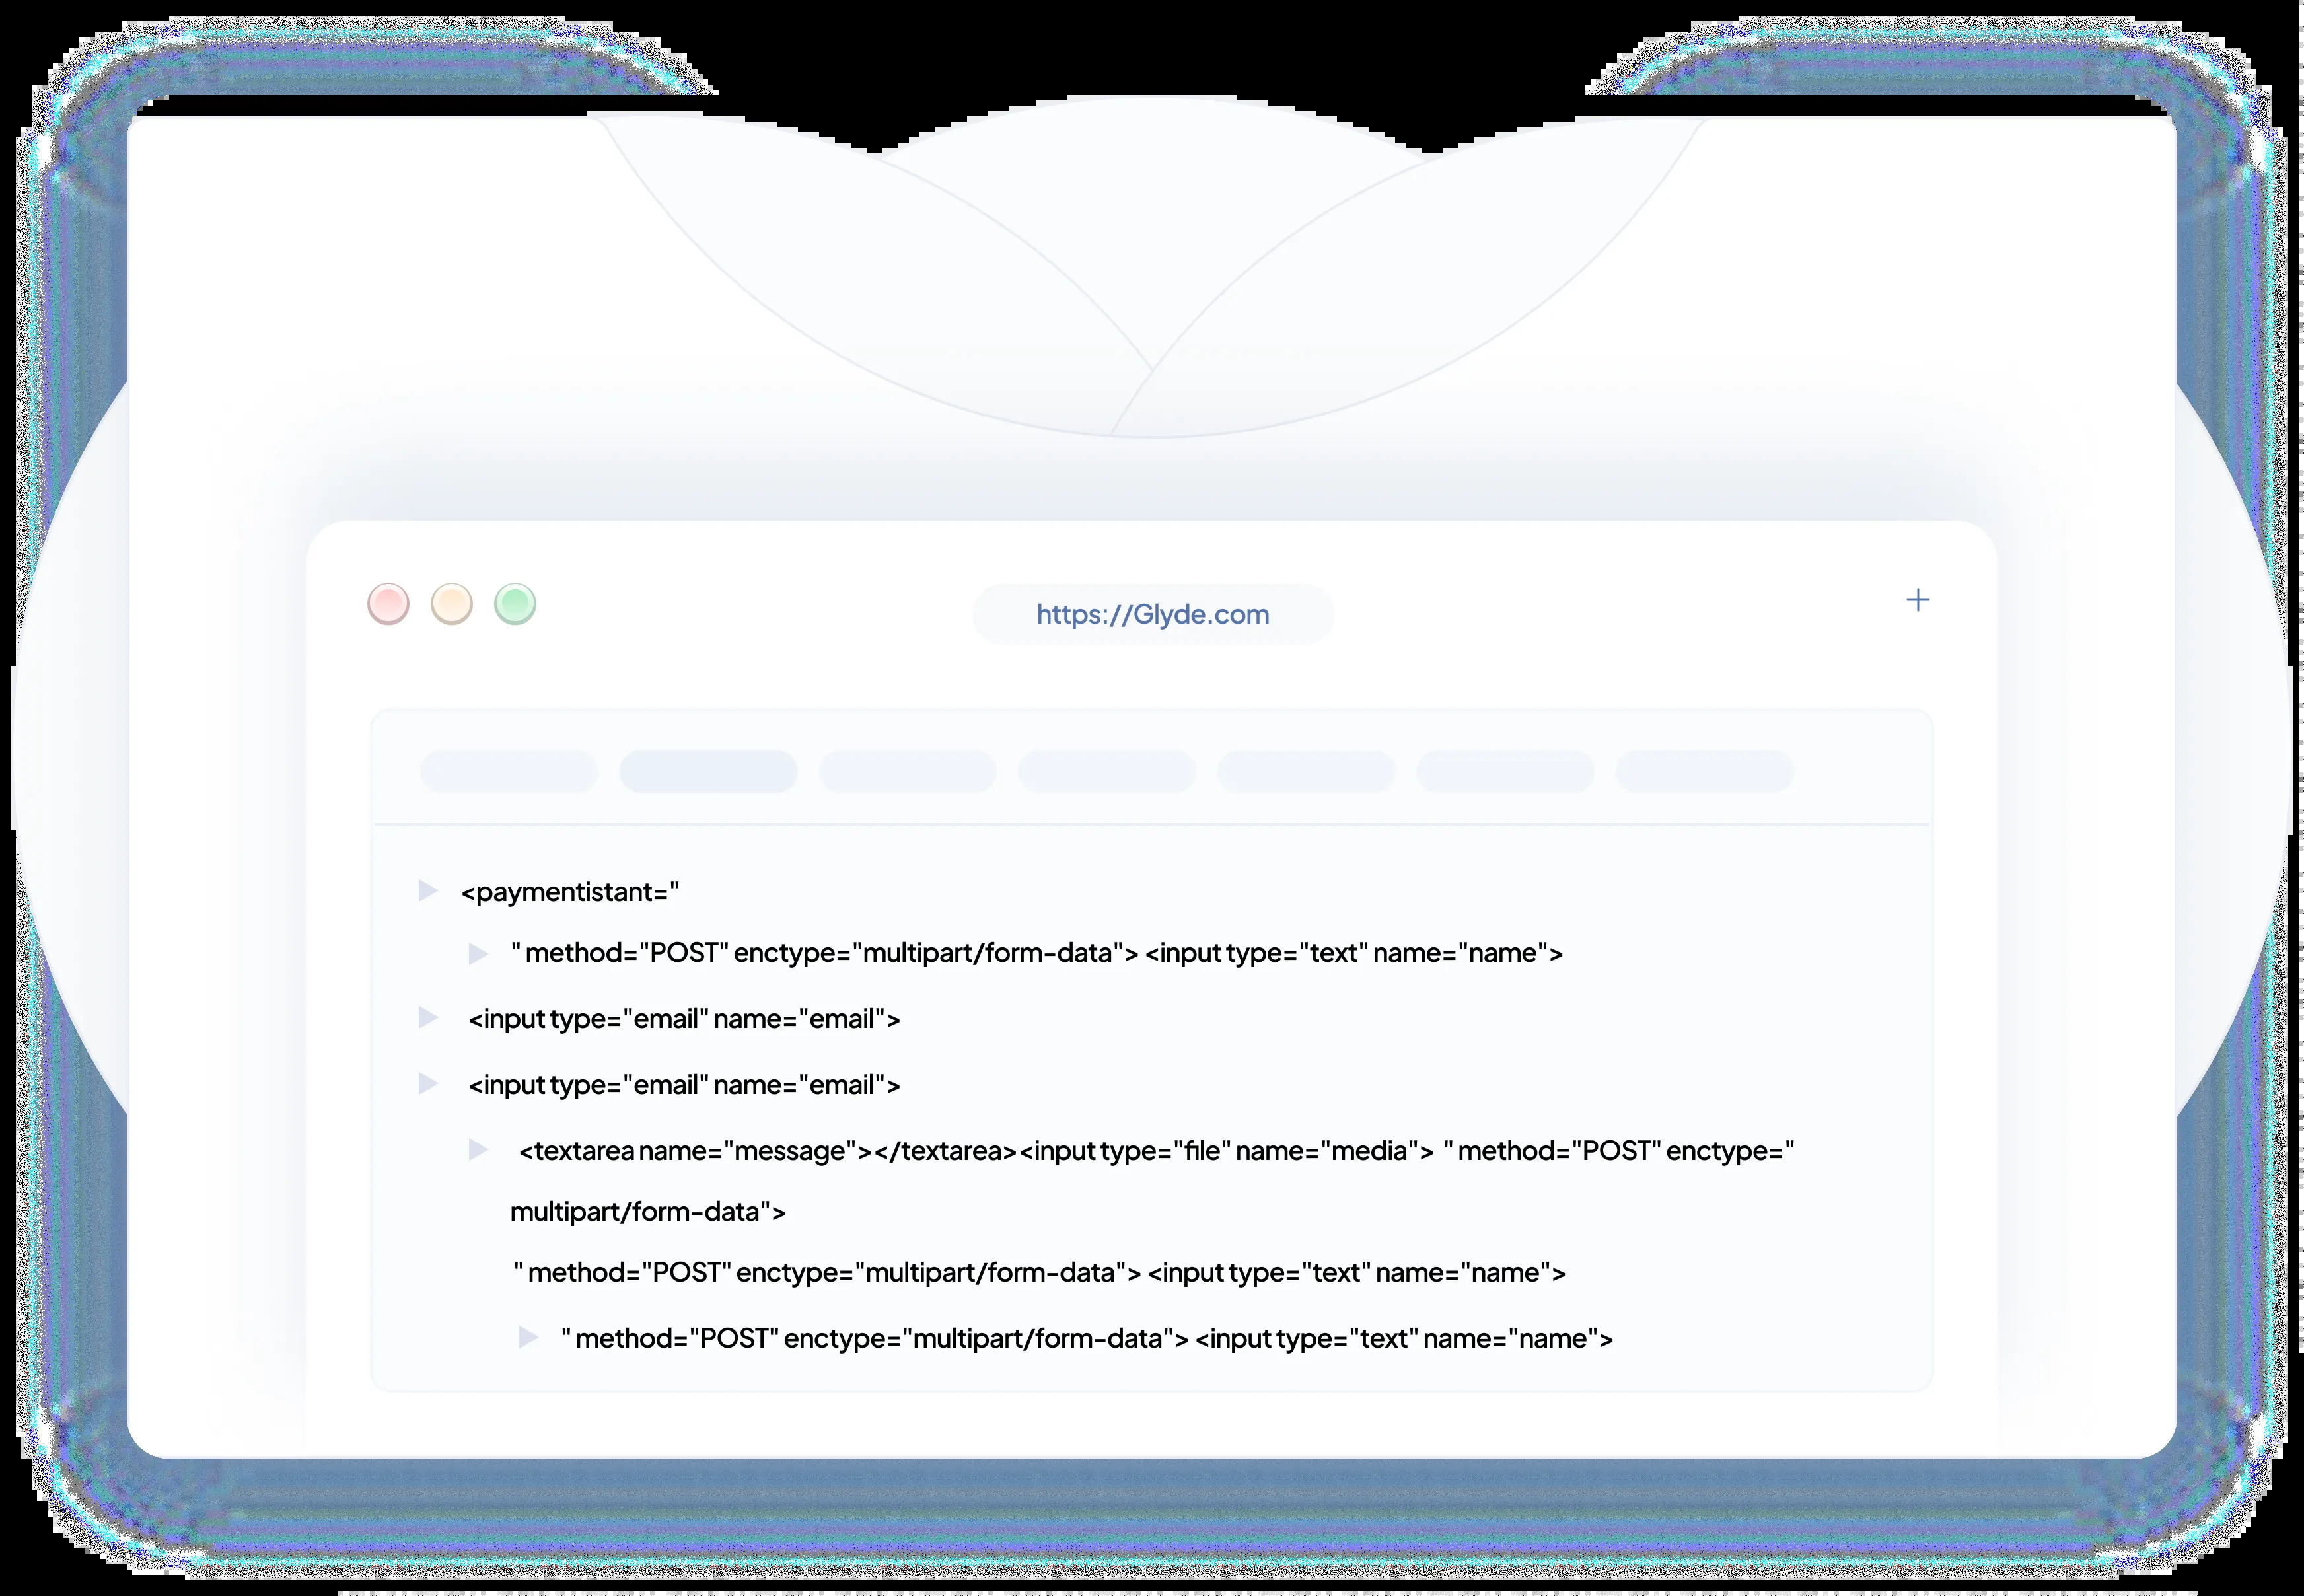 https://Glyde.com
<paymentistant="
" method="POST" enctype="multipart/form-data"> <input type="text" name="name">
<input type="email" name="email">
<input type="email" name="email">
<textarea name="message"></textarea><input type="file" name="media"> " method="POST" enctype="
multipart/form-data">
" method="POST" enctype="multipart/form-data"> <input type="text" name="name">
" method="POST" enctype="multipart/form-data"> <input type="text" name="name">